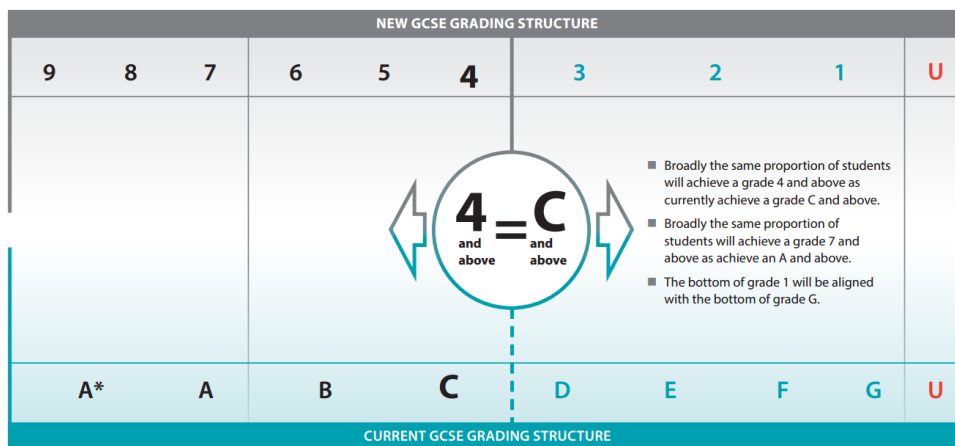 NEW GCSE GRADING STRUCTURE
9 8 7 6 5 4 3 2 1 U
4 and above = C and above
■ Broadly the same proportion of students
will achieve a grade 4 and above as
currently achieve a grade C and above.
■ Broadly the same proportion of
students will achieve a grade 7 and
above as achieve an A and above.
■ The bottom of grade 1 will be aligned
with the bottom of grade G.
A* A B C D E F G U
CURRENT GCSE GRADING STRUCTURE